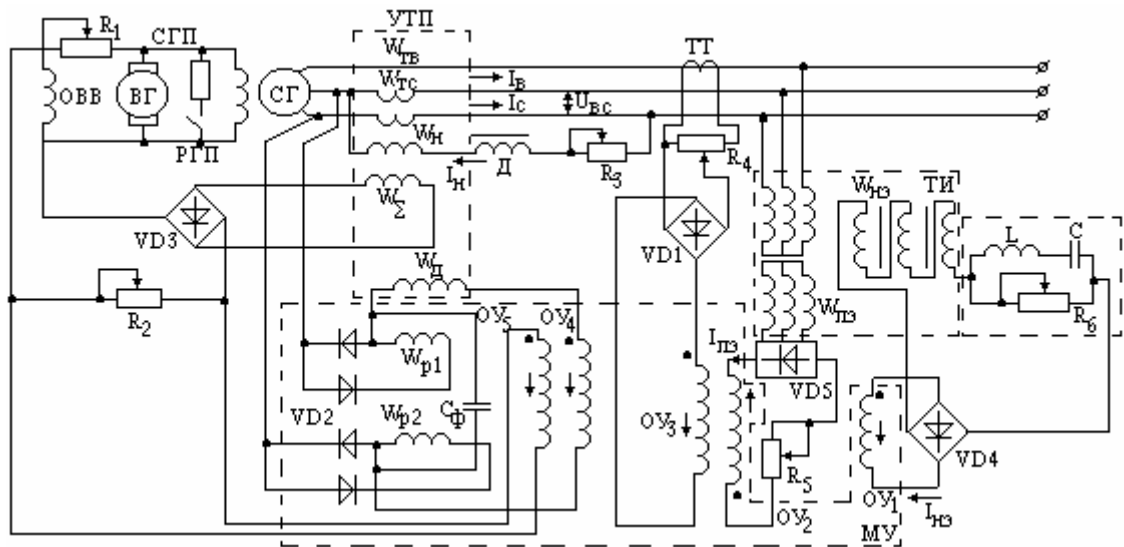 УТП
R1
СГП
WТВ
ТТ
WТС
IВ
ОВВ
ВГ
СГ
IС
UВС
WН
R4
РГП
IН
Д
R3
WНЭ
ТИ
WΣ
VD3
VD1
L
C
WД
R2
ОУ5
ОУ4
WПЭ
R6
IПЭ
Wр1
VD5
VD2
Wр2
CФ
ОУ3
R5
VD4
ОУ2
ОУ1
IНЭ
МУ